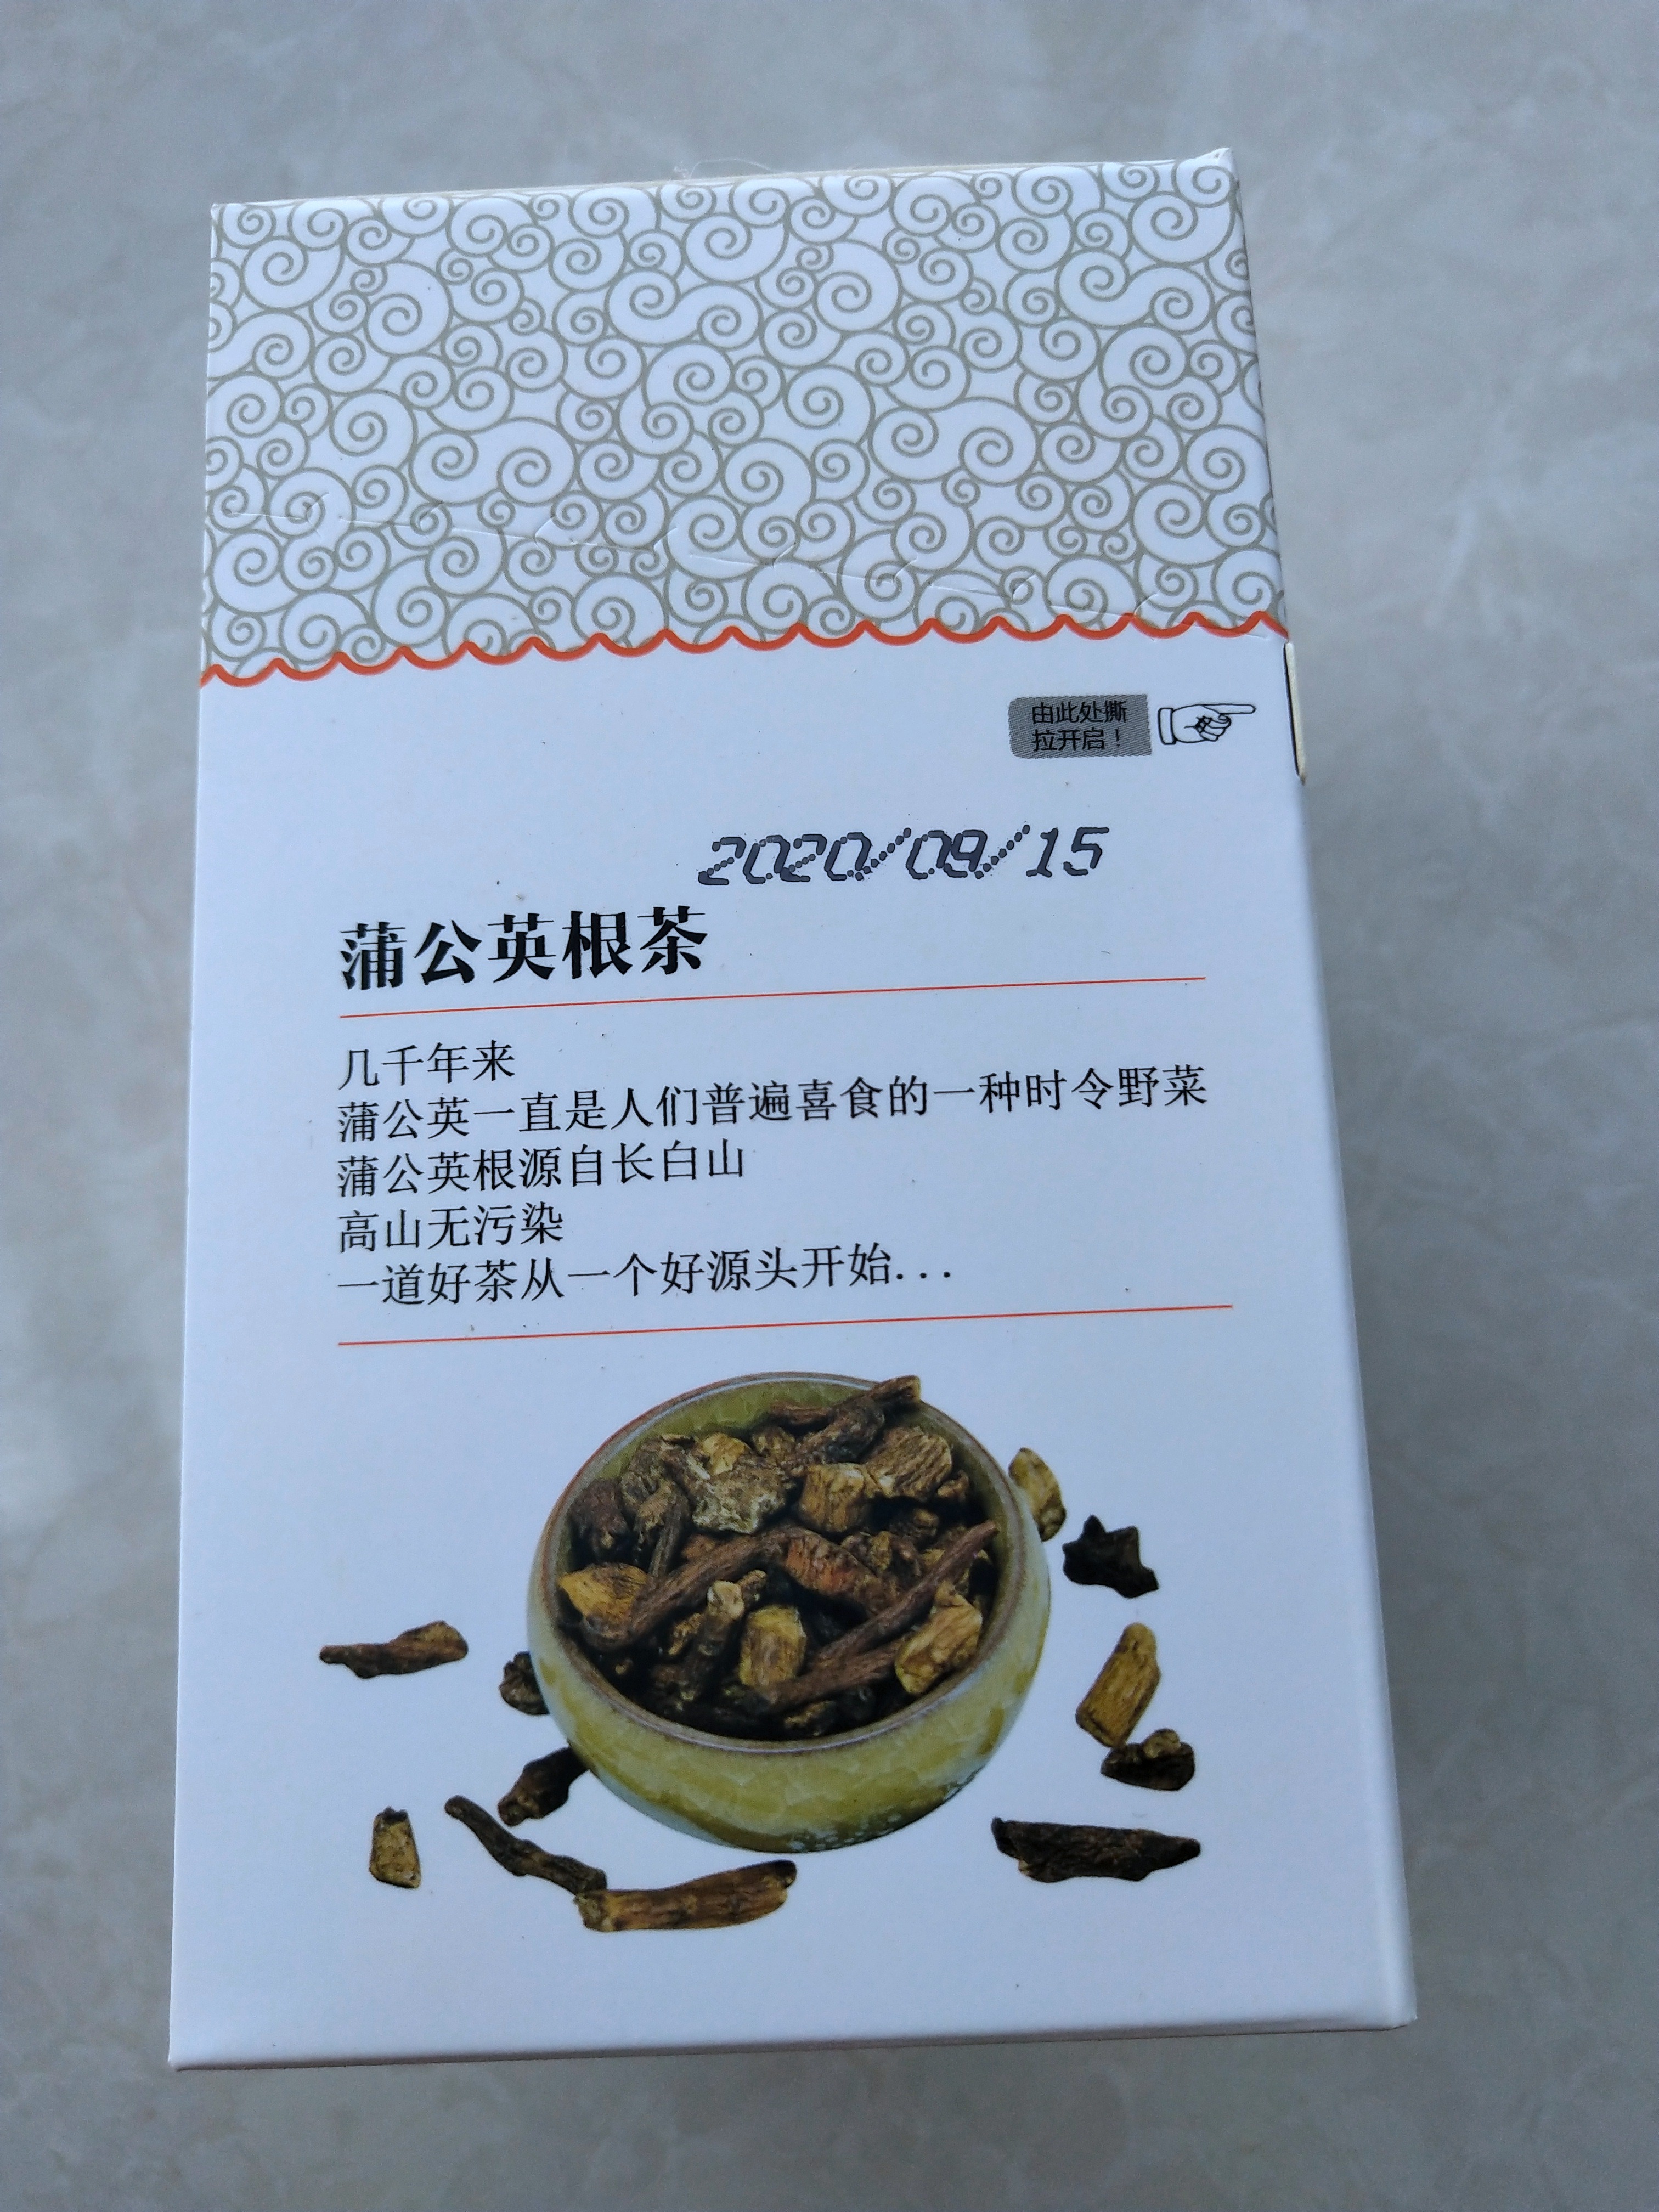 由此处撕
拉开启！
2020/09/15
蒲公英根茶
几千年来
蒲公英一直是人们普遍喜食的一种时令野菜
蒲公英根源自长白山
高山无污染
一道好茶从一个好源头开始...